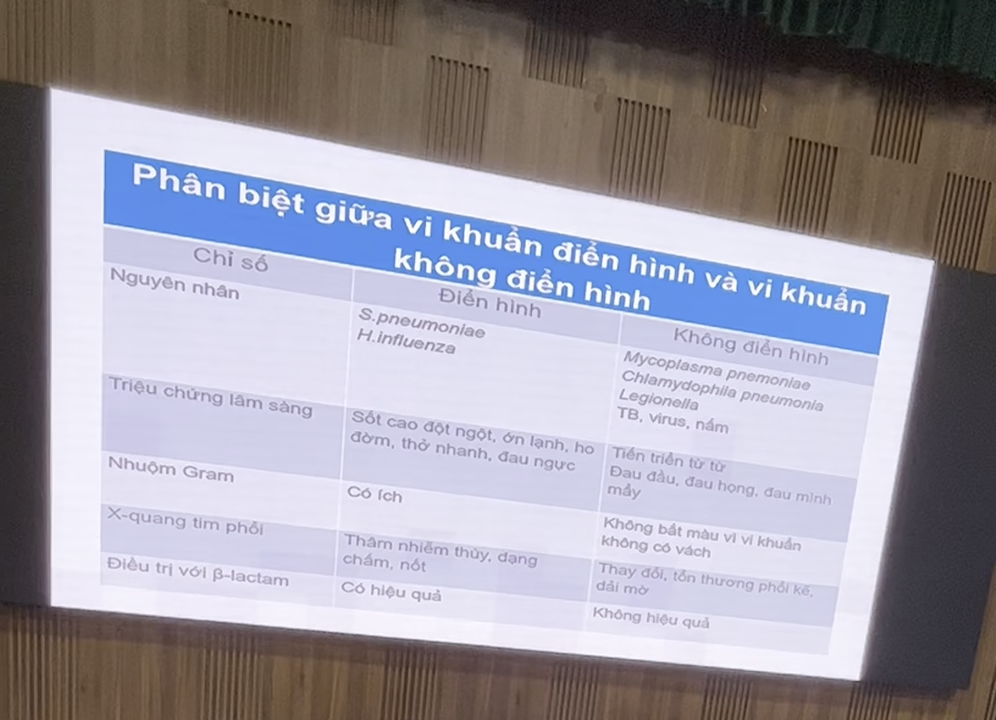 Phân biệt giữa vi khuẩn điển hình và vi khuẩn
không điển hình
Chỉ số
Điển hình
Không điển hình
Nguyên nhân
S.pneumoniae
H.influenza
Mycoplasma pnemoniae
Chlamydophila pneumonia
Legionella
TB, virus, nấm
Triệu chứng lâm sàng
Sốt cao đột ngột, ớn lạnh, ho
đờm, thở nhanh, đau ngực
Tiến triển từ từ
Đau đầu, đau họng, đau mình
mẩy
Nhuộm Gram
Có ích
Không bắt màu vì vi khuẩn
không có vách
X-quang tim phổi
Thâm nhiễm thùy, dạng
chấm, nốt
Thay đổi, tổn thương phổi kẽ,
dải mờ
Điều trị với β-lactam
Có hiệu quả
Không hiệu quả